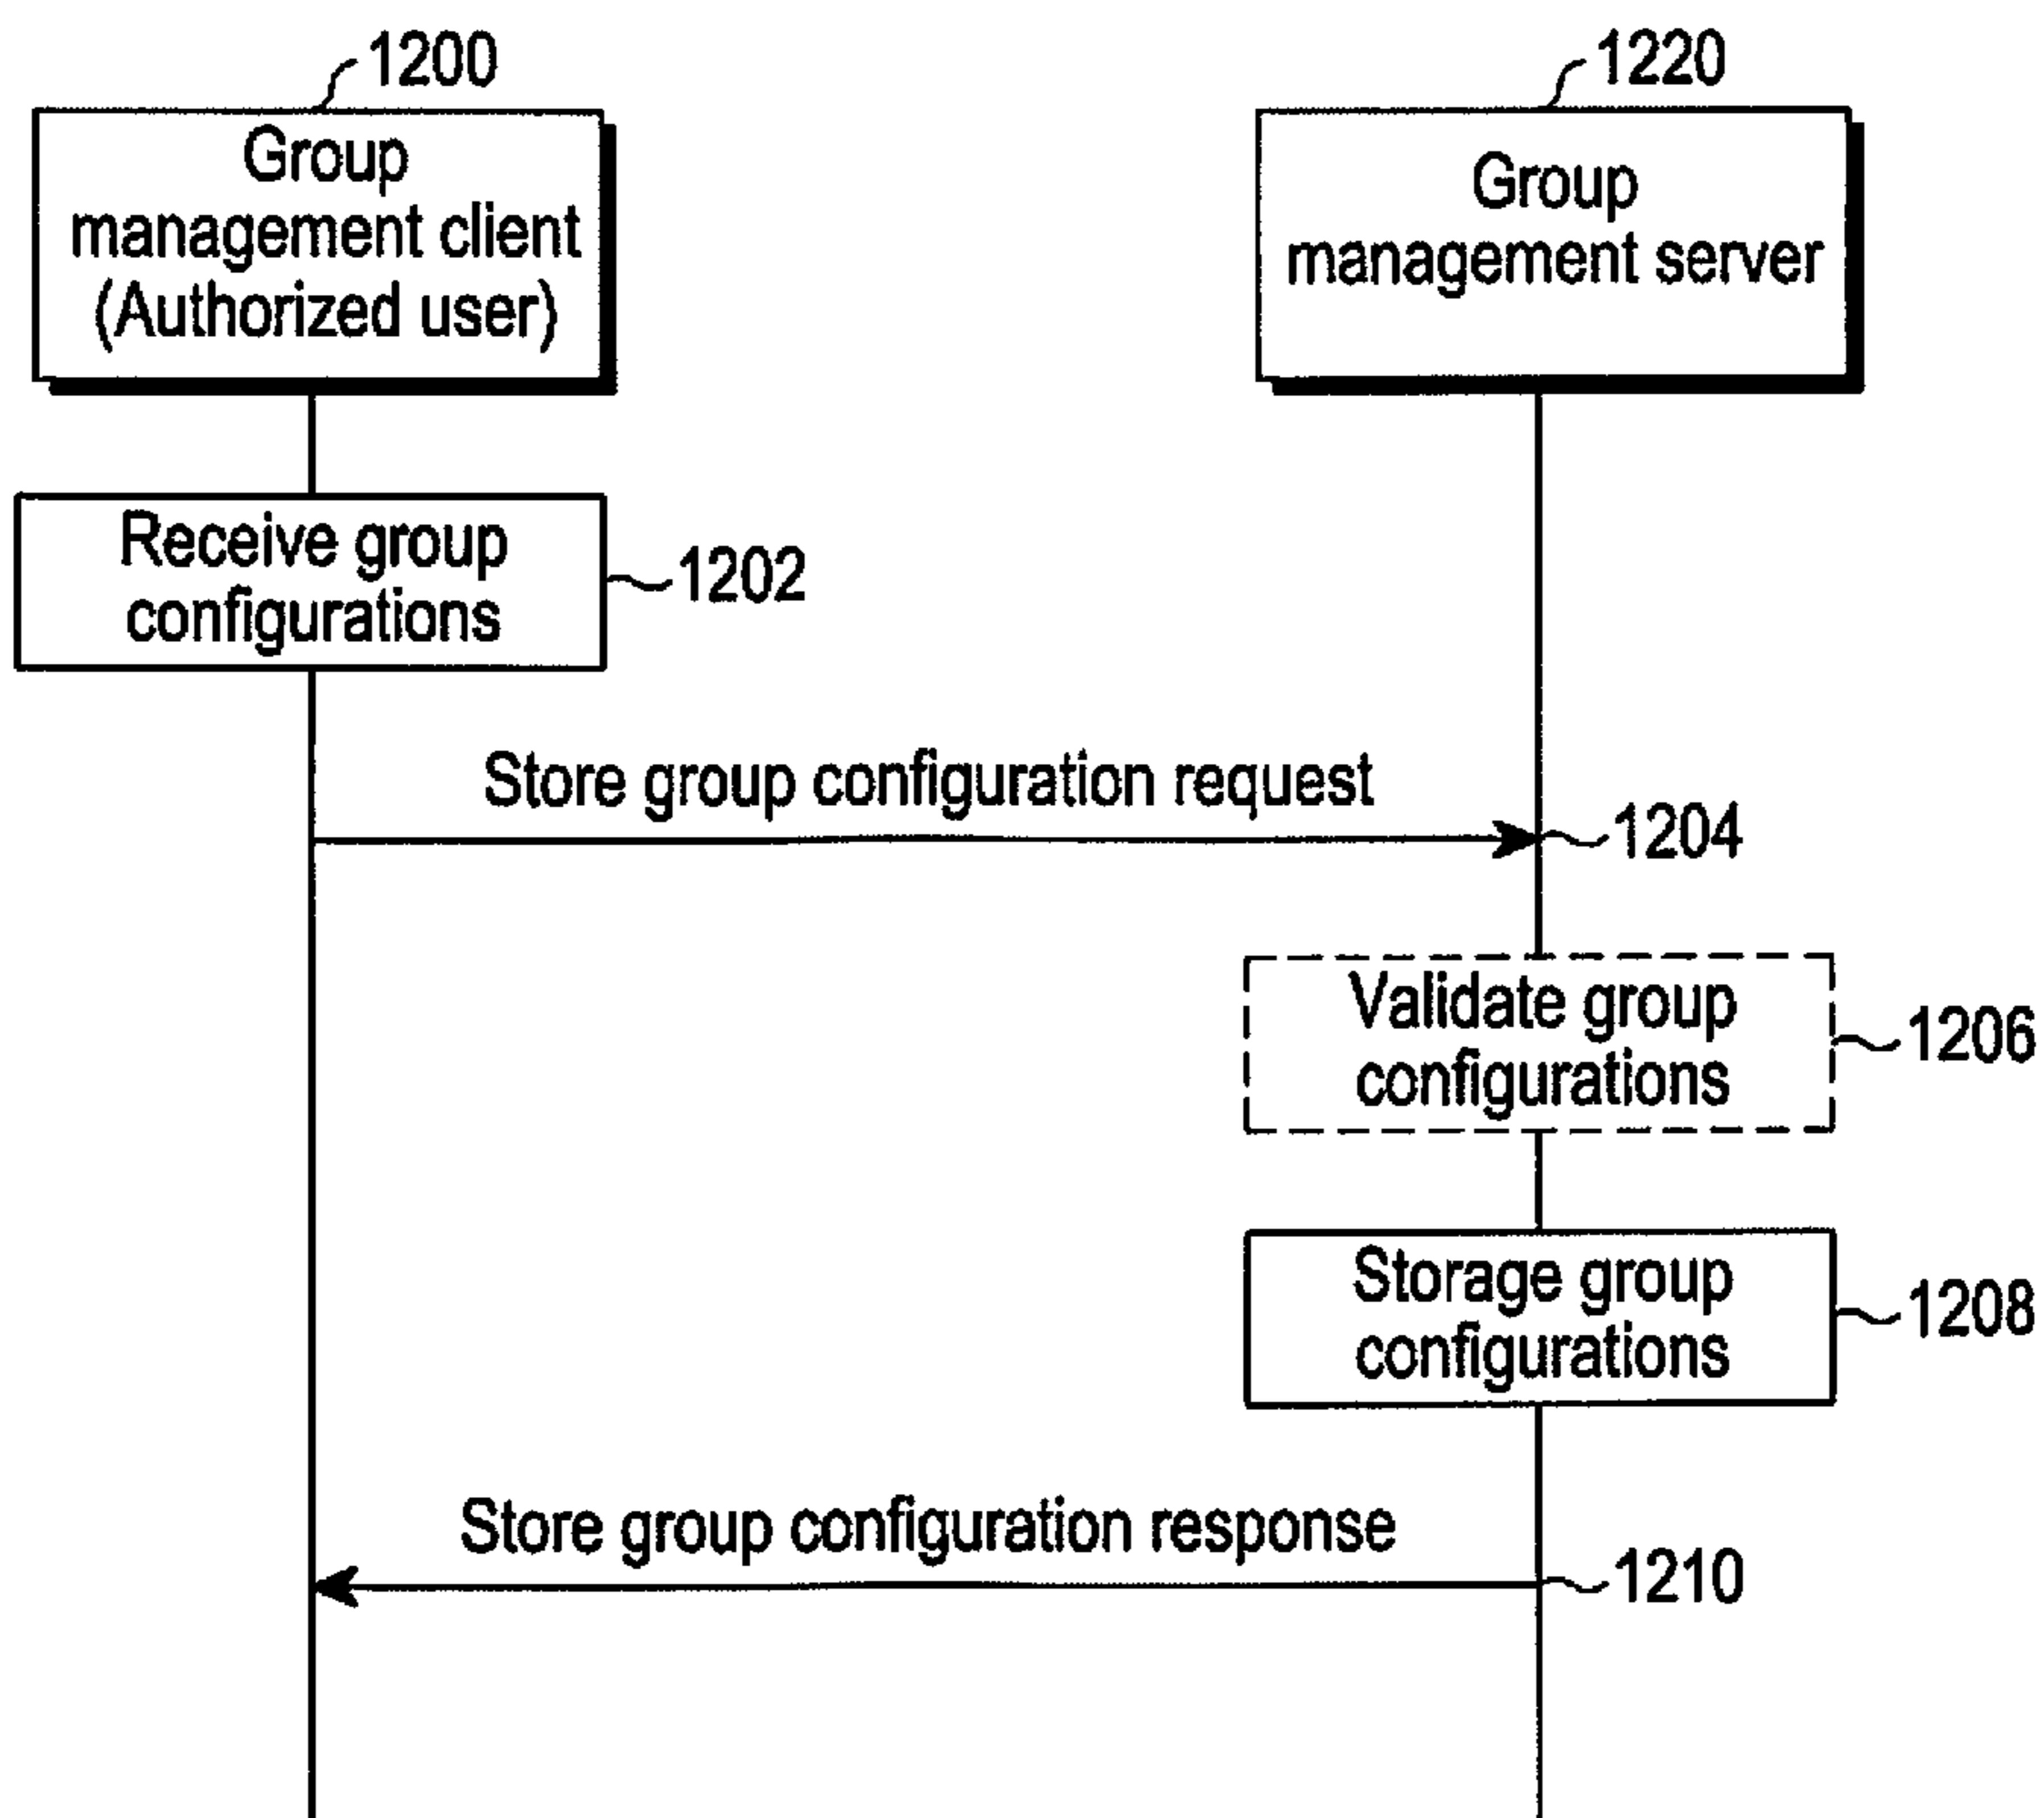 1200
1220
Group
management client
(Authorized user)
Group
management server
Receive group
configurations
1202
Store group configuration request
1204
Validate group
configurations
1206
Storage group
configurations
1208
Store group configuration response
1210